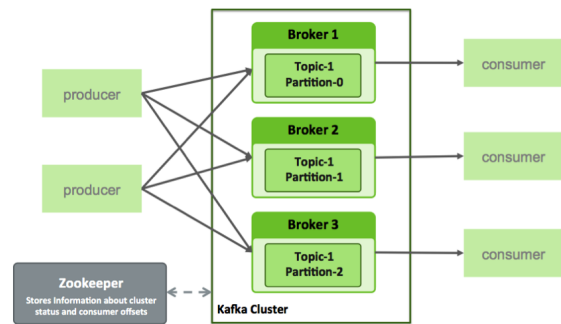 Broker 1
Topic-1
Partition-0
consumer
producer
Broker 2
Topic-1
Partition-1
consumer
producer
Broker 3
Topic-1
Partition-2
consumer
Zookeeper
Stores Information about cluster
status and consumer offsets
Kafka Cluster